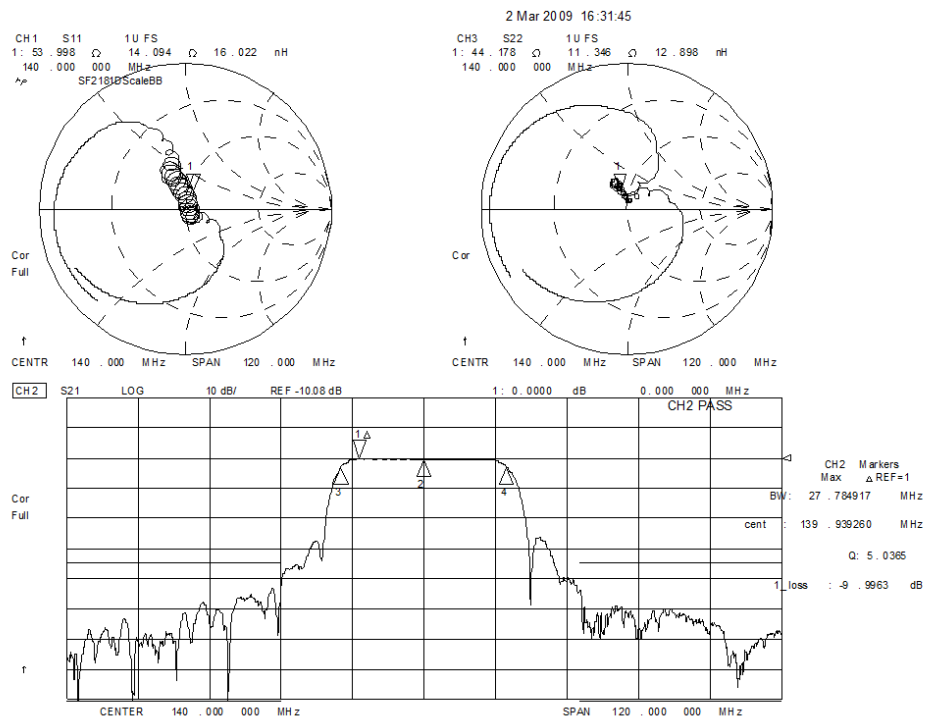 2 Mar 2009 16:31:45
CH1 S11 1 U FS
1: 53 .998 Ω 14 .094 Ω 16 .022 nH
140 .000 000 MHz
SF2181DScaleBB
CH3 S22 1 U FS
1: 44 .178 Ω 11 .346 Ω 12 .898 nH
140 .000 000 MHz
1
1
Cor
Full
Cor
↑
↑
CENTR 140 .000 MHz SPAN 120 .000 MHz
CENTR 140 .000 MHz SPAN 120 .000 MHz
CH2 S21 LOG 10 dB/ REF -10.08 dB 1: 0.0000 dB 0.000 000 MHz
CH2 PASS
1 Δ
3
2
4
Cor
Full
↑
CH2 Markers
Max Δ REF=1
BW: 27 .784917 MHz
cent : 139 .939260 MHz
Q: 5.0365
1_loss : -9 .9963 dB
CENTER 140 .000 000 MHz SPAN 120 .000 000 MHz